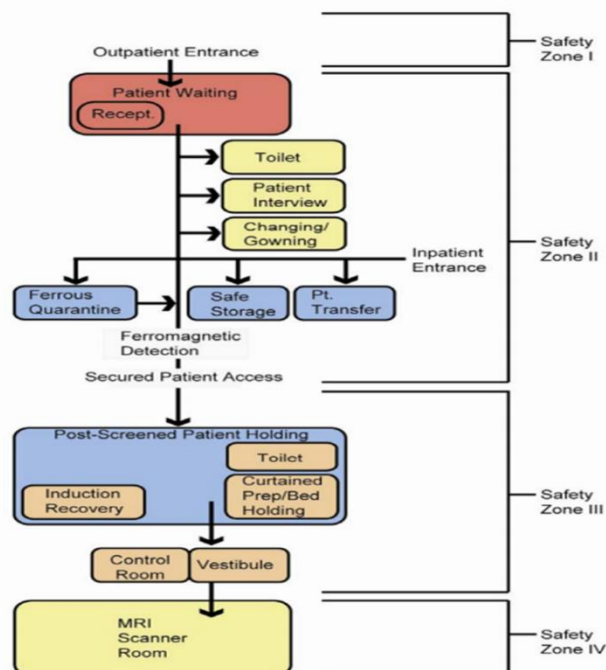 Outpatient Entrance
Safety
Zone I
Patient Waiting
Recept.
Toilet
Patient
Interview
Changing/
Gowning
Inpatient
Entrance
Safety
Zone II
Ferrous
Quarantine
Safe
Storage
Pt.
Transfer
Ferromagnetic
Detection
Secured Patient Access
Post-Screened Patient Holding
Toilet
Induction
Recovery
Curtained
Prep/Bed
Holding
Safety
Zone III
Control
Room
Vestibule
MRI
Scanner
Room
Safety
Zone IV